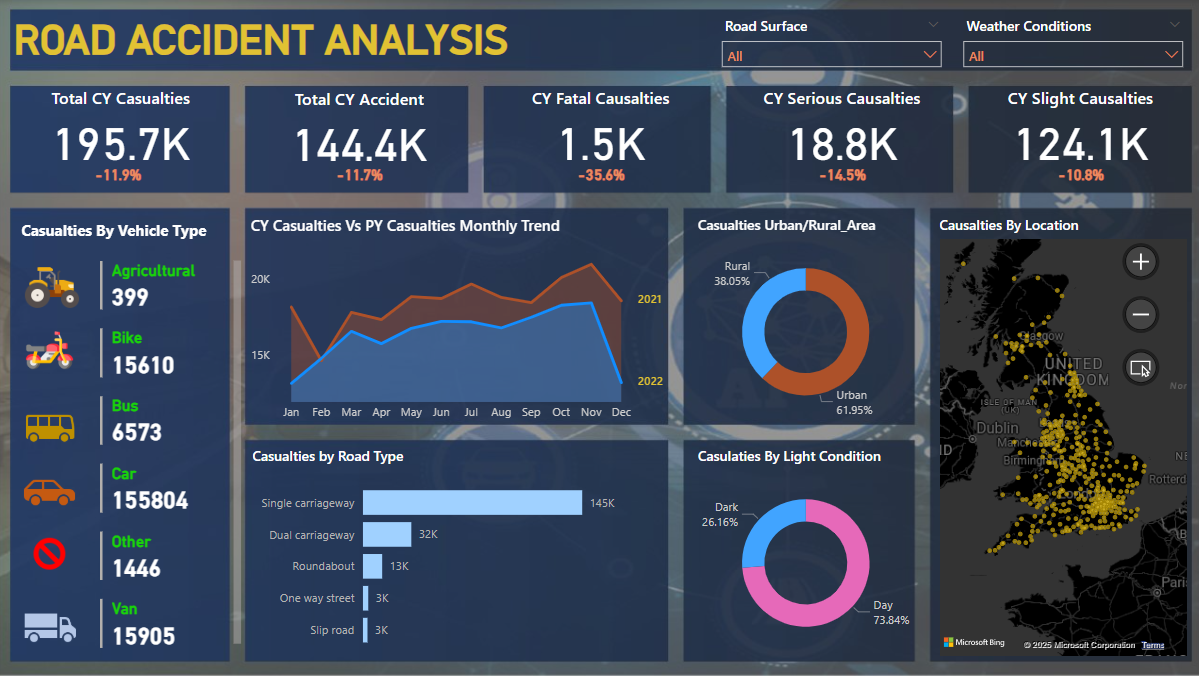 ROAD ACCIDENT ANALYSIS
Road Surface
All
Weather Conditions
All
Total CY Casualties
195.7K
-11.9%
Total CY Accident
144.4K
-11.7%
CY Fatal Causalties
1.5K
-35.6%
CY Serious Causalties
18.8K
-14.5%
CY Slight Causalties
124.1K
-10.8%
Casualties By Vehicle Type
Agricultural
399
Bike
15610
Bus
6573
Car
155804
Other
1446
Van
15905
CY Casualties Vs PY Casualties Monthly Trend
20K
15K
2021
2022
Jan Feb Mar Apr May Jun Jul Aug Sep Oct Nov Dec
Casualties by Road Type
Single carriageway 145K
Dual carriageway 32K
Roundabout 13K
One way street 3K
Slip road 3K
Casualties Urban/Rural_Area
Rural
38.05%
Urban
61.95%
Casulaties By Light Condition
Dark
26.16%
Day
73.84%
Casualties By Location
Glasgow
UNITED
KINGDOM
ISLE OF MAN
(UK)
Dublin
Birmingham
Rotterd
Pari
Microsoft Bing
© 2025 Microsoft Corporation Terms